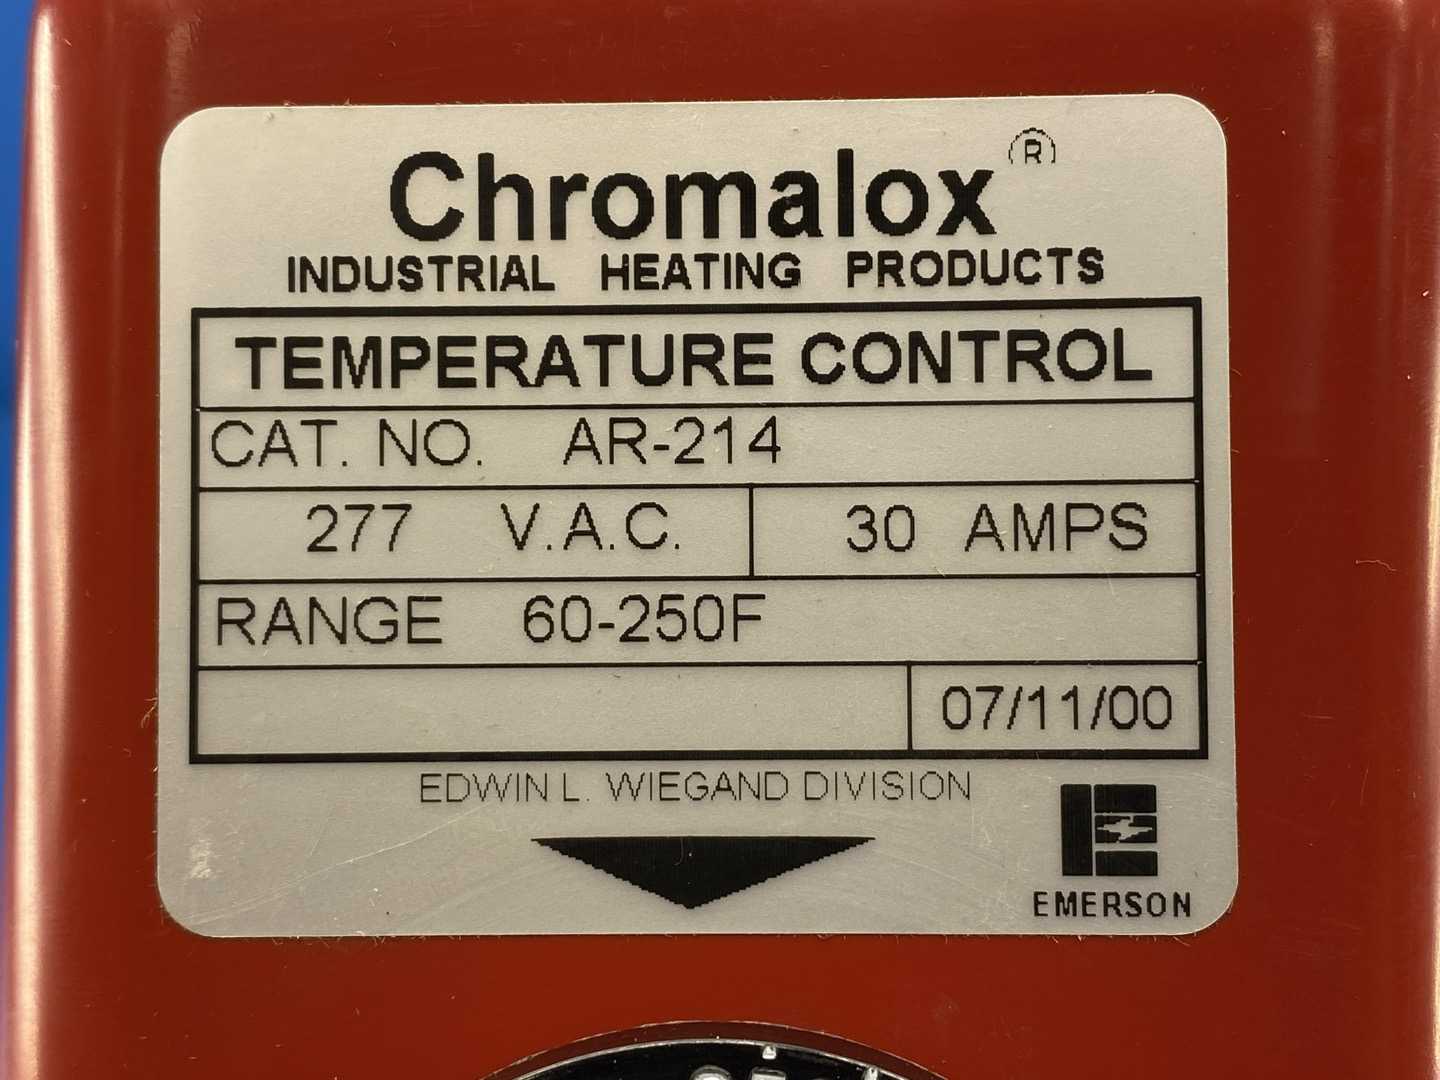 Chromalox ®
INDUSTRIAL HEATING PRODUCTS
TEMPERATURE CONTROL
CAT. NO. AR-214
277 V.A.C. 30 AMPS
RANGE 60-250F
07/11/00
EDWIN L. WIEGAND DIVISION
EMERSON